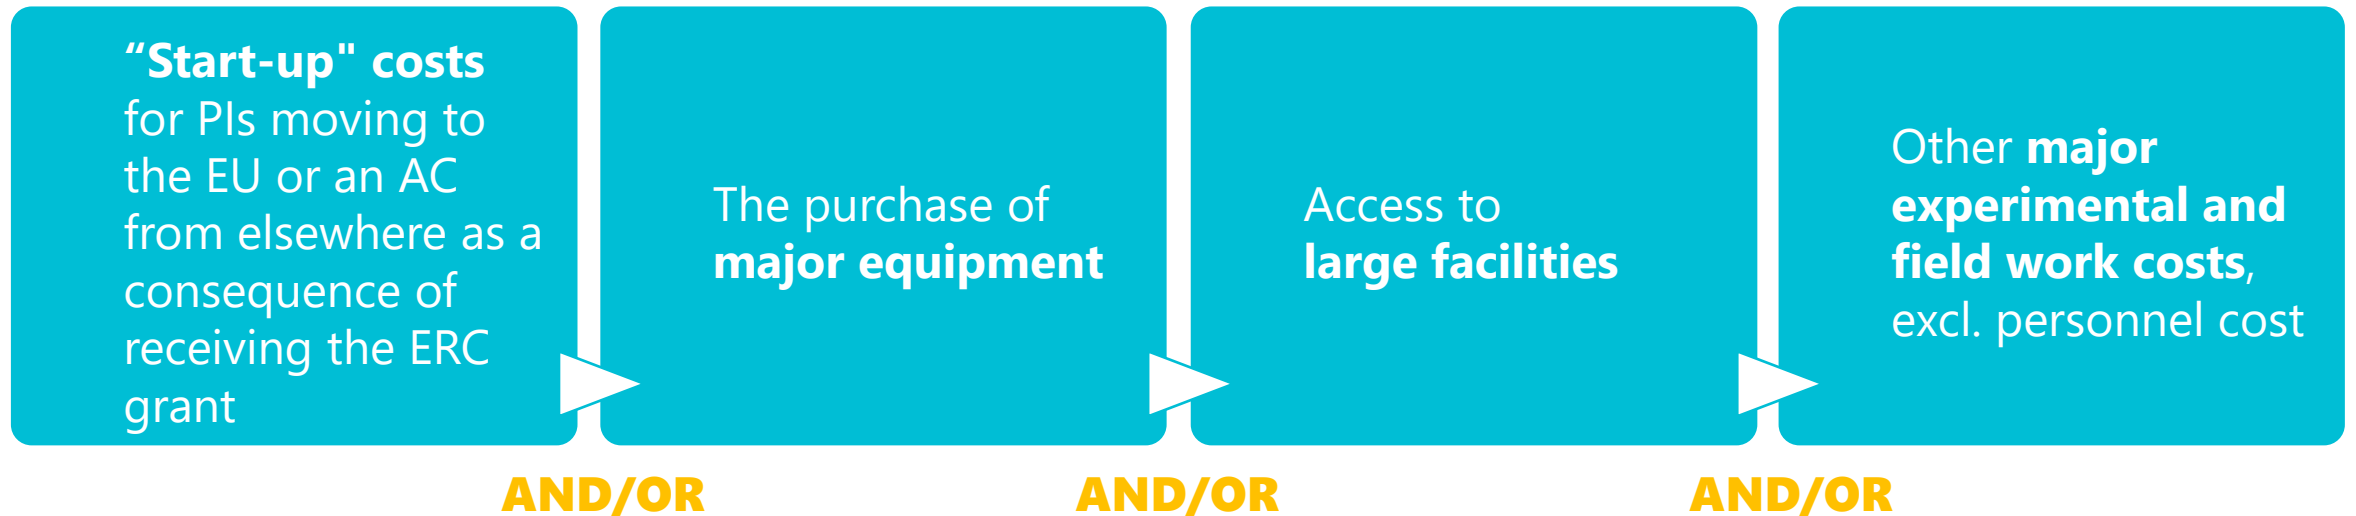 “Start-up" costs
for PIs moving to
the EU or an AC
from elsewhere as a
consequence of
receiving the ERC
grant
The purchase of
major equipment
Access to
large facilities
Other major
experimental and
field work costs,
excl. personnel cost
AND/OR
AND/OR
AND/OR